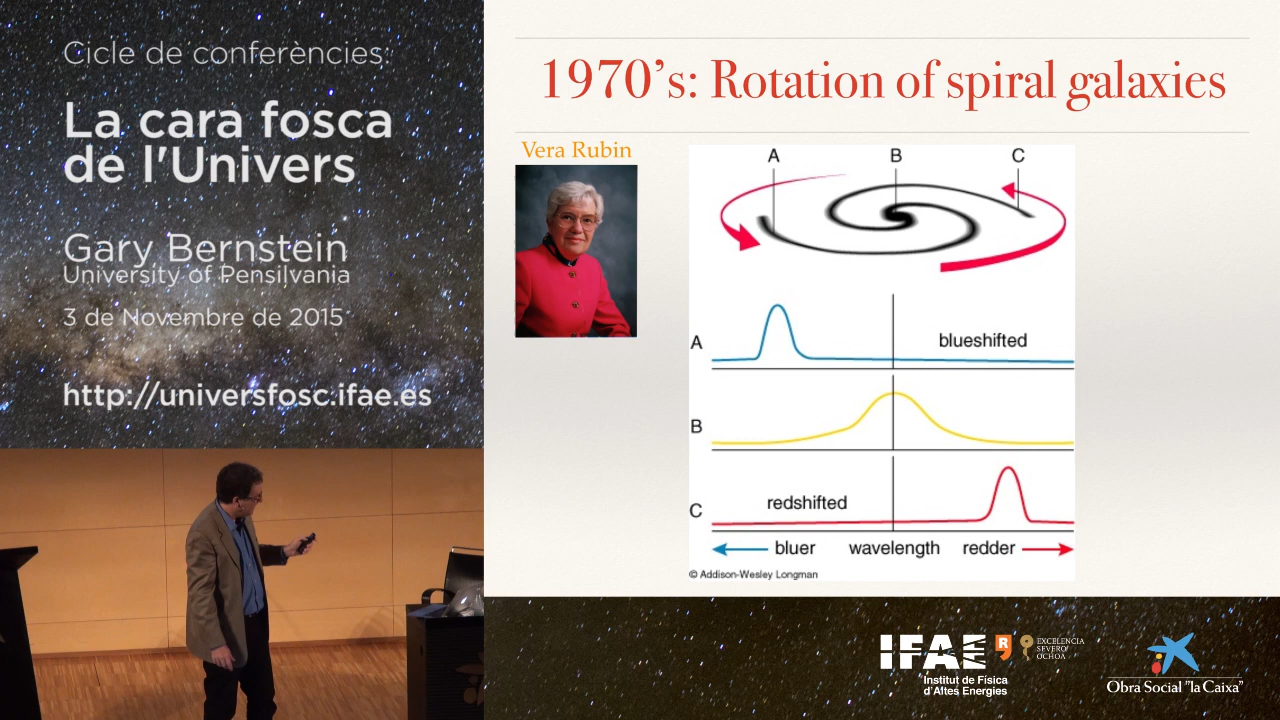 Cicle de conferències:
La cara fosca
de l'Univers
Gary Bernstein
University of Pensilvania
3 de Novembre de 2015
http://universfosc.ifae.es
1970's: Rotation of spiral galaxies
Vera Rubin
A B C
A blueshifted
B
C redshifted
bluer wavelength redder
© Addison-Wesley Longman
IFAE
Institut de Física
d'Altes Energies
R
EXCELENCIA
SEVERO
OCHOA
Obra Social "la Caixa"